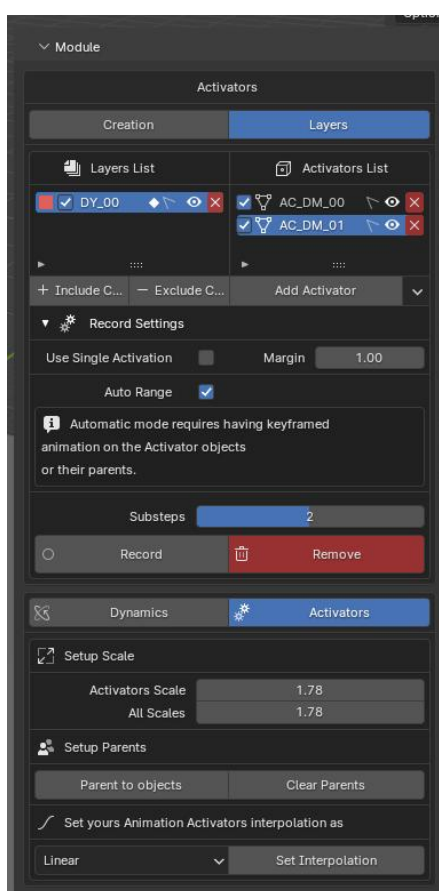 Module
Activators
Creation Layers
Layers List Activators List
DY_00 AC_DM_00
AC_DM_01
Include C... Exclude C... Add Activator
Record Settings
Use Single Activation Margin 1.00
Auto Range
Automatic mode requires having keyframed
animation on the Activator objects
or their parents.
Substeps 2
Record Remove
Dynamics Activators
Setup Scale
Activators Scale 1.78
All Scales 1.78
Setup Parents
Parent to objects Clear Parents
Set yours Animation Activators interpolation as
Linear Set Interpolation